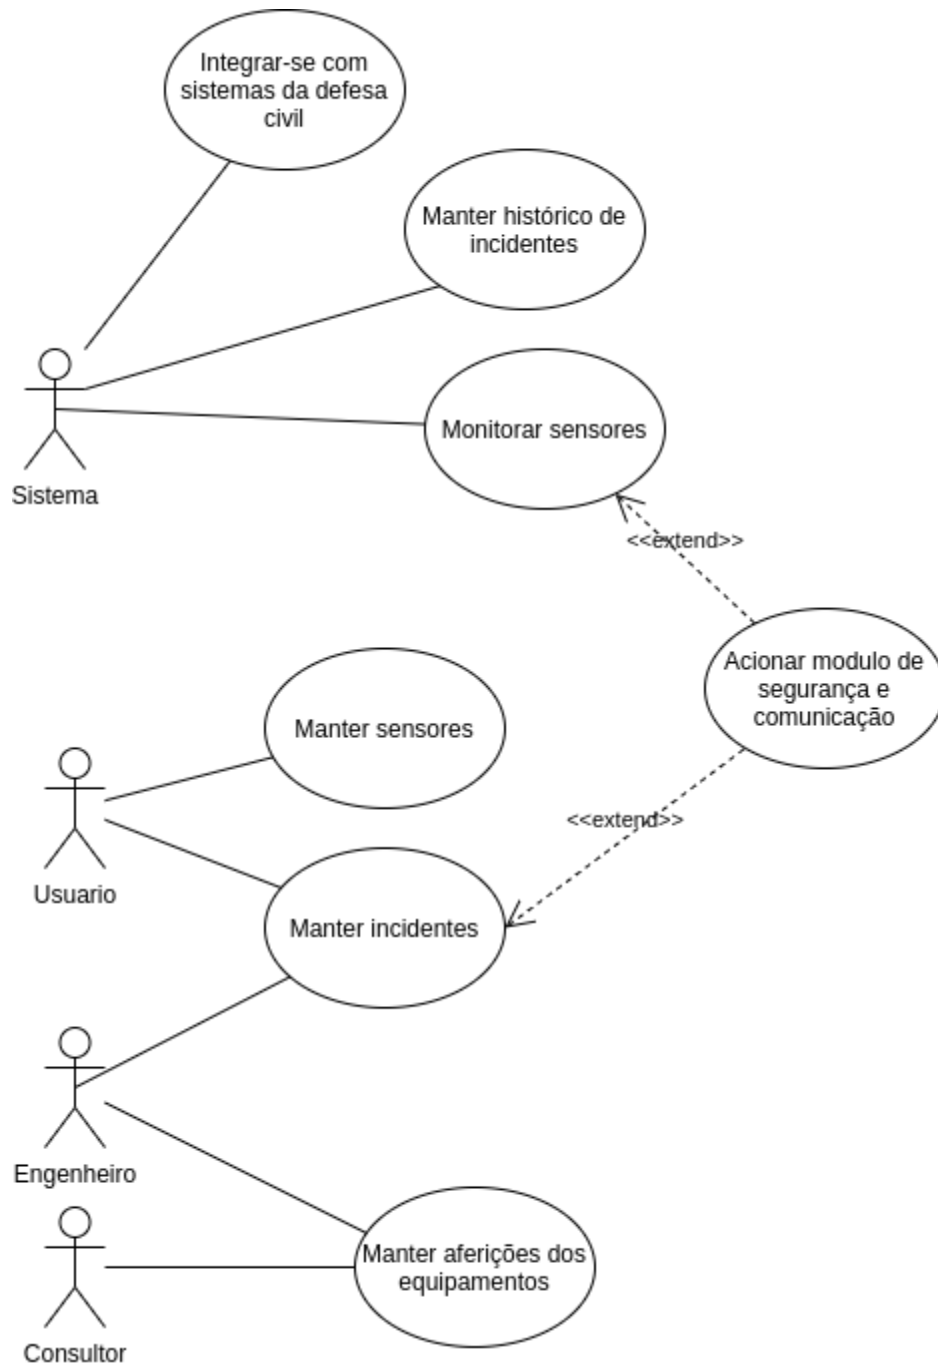 Integrar-se com
sistemas da defesa
civil
Manter histórico de
incidentes
Monitorar sensores
Sistema
<<extend>>
Acionar modulo de
segurança e
comunicação
Manter sensores
<<extend>>
Usuario
Manter incidentes
Engenheiro
Manter aferições dos
equipamentos
Consultor